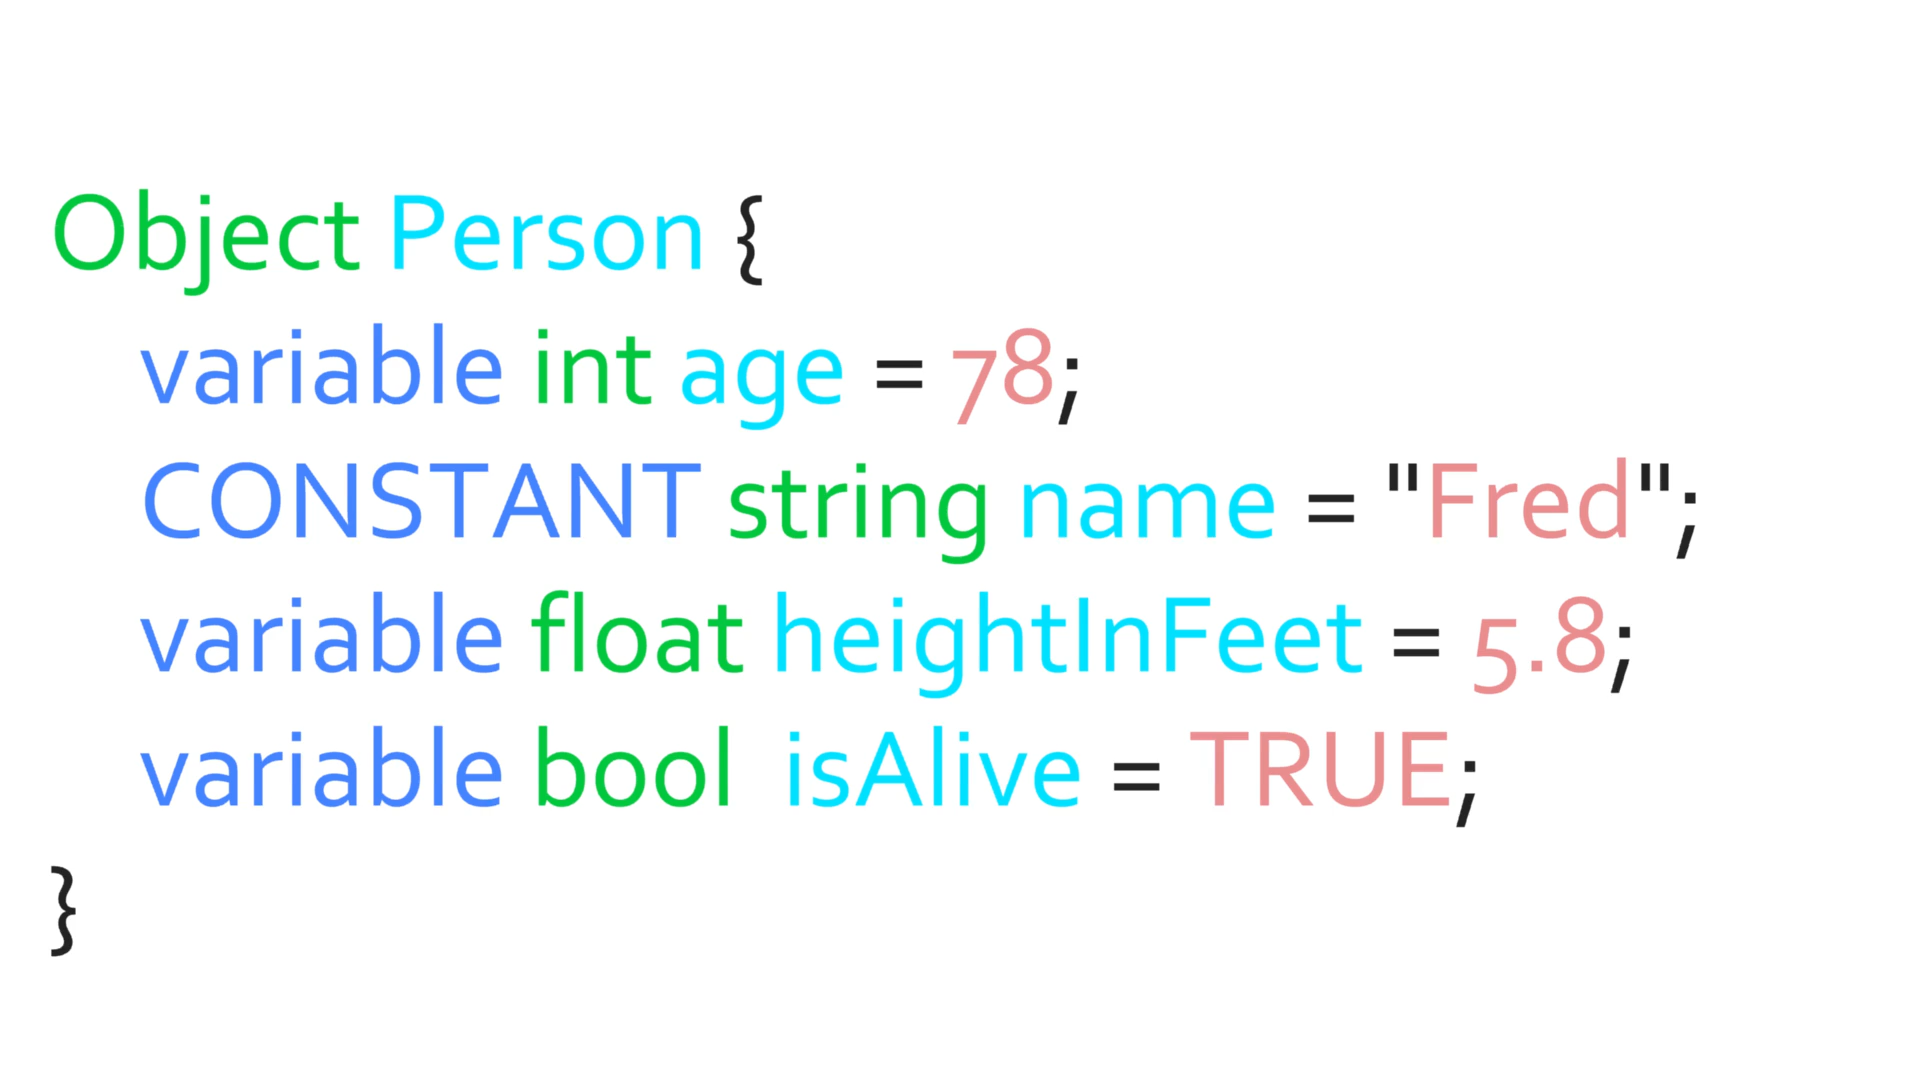 Object Person {
variable int age = 78;
CONSTANT string name = "Fred";
variable float heightInFeet = 5.8;
variable bool isAlive = TRUE;
}